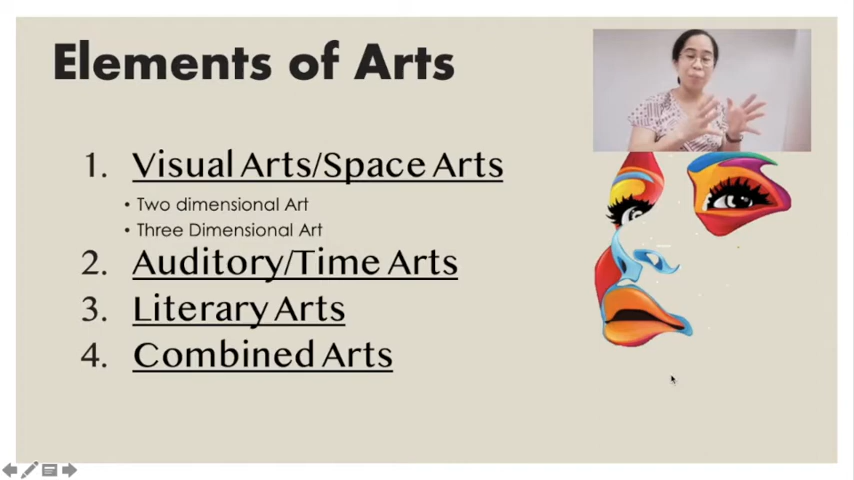 Elements of Arts
1. Visual Arts/Space Arts
• Two dimensional Art
• Three Dimensional Art
2. Auditory/Time Arts
3. Literary Arts
4. Combined Arts